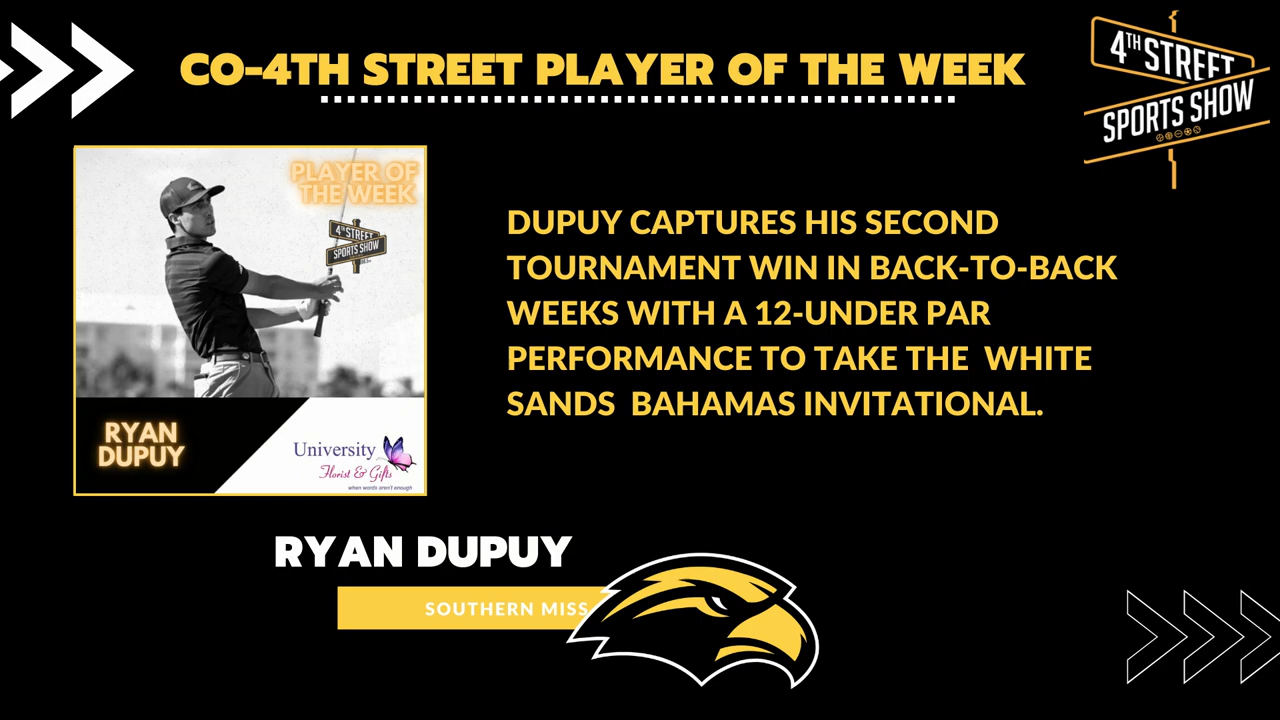 CO-4TH STREET PLAYER OF THE WEEK
4TH STREET
SPORTS SHOW
PLAYER OF
THE WEEK
4TH STREET
SPORTS SHOW
RYAN
DUPUY
University
Florist & Gifts
when words aren't enough
DUPUY CAPTURES HIS SECOND
TOURNAMENT WIN IN BACK-TO-BACK
WEEKS WITH A 12-UNDER PAR
PERFORMANCE TO TAKE THE WHITE
SANDS BAHAMAS INVITATIONAL.
RYAN DUPUY
SOUTHERN MISS